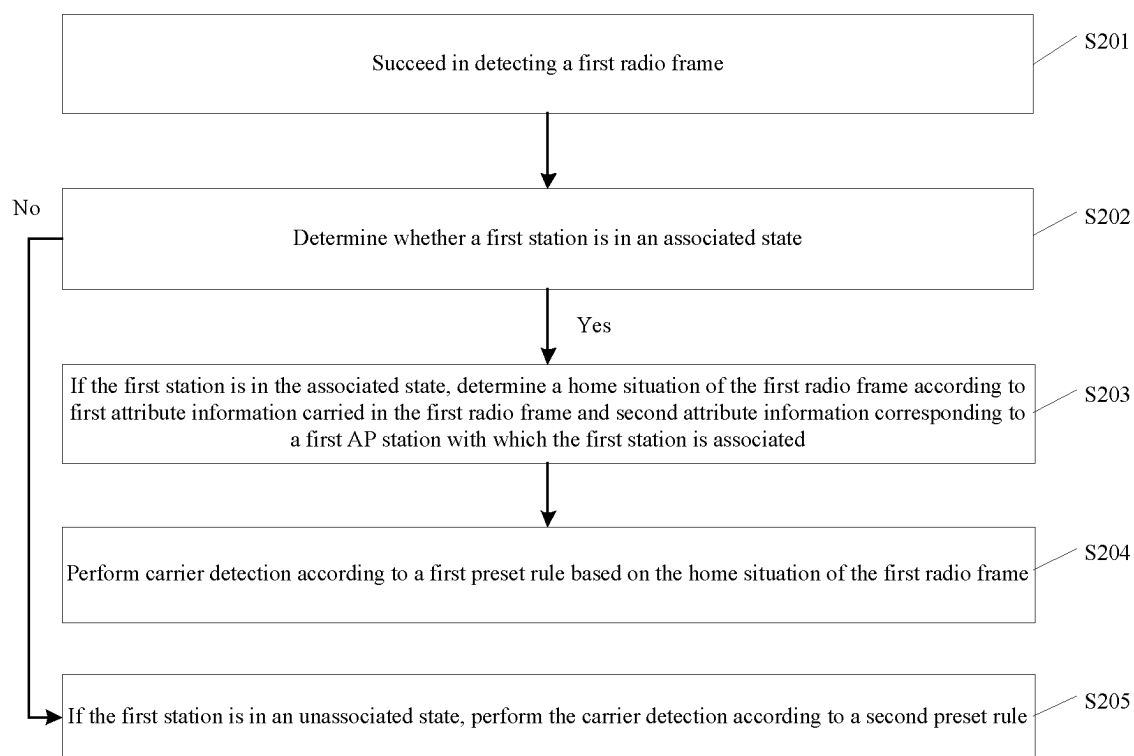 S201
Succeed in detecting a first radio frame
No
S202
Determine whether a first station is in an associated state
Yes
If the first station is in the associated state, determine a home situation of the first radio frame according to
first attribute information carried in the first radio frame and second attribute information corresponding to
a first AP station with which the first station is associated
S203
S204
Perform carrier detection according to a first preset rule based on the home situation of the first radio frame
S205
If the first station is in an unassociated state, perform the carrier detection according to a second preset rule